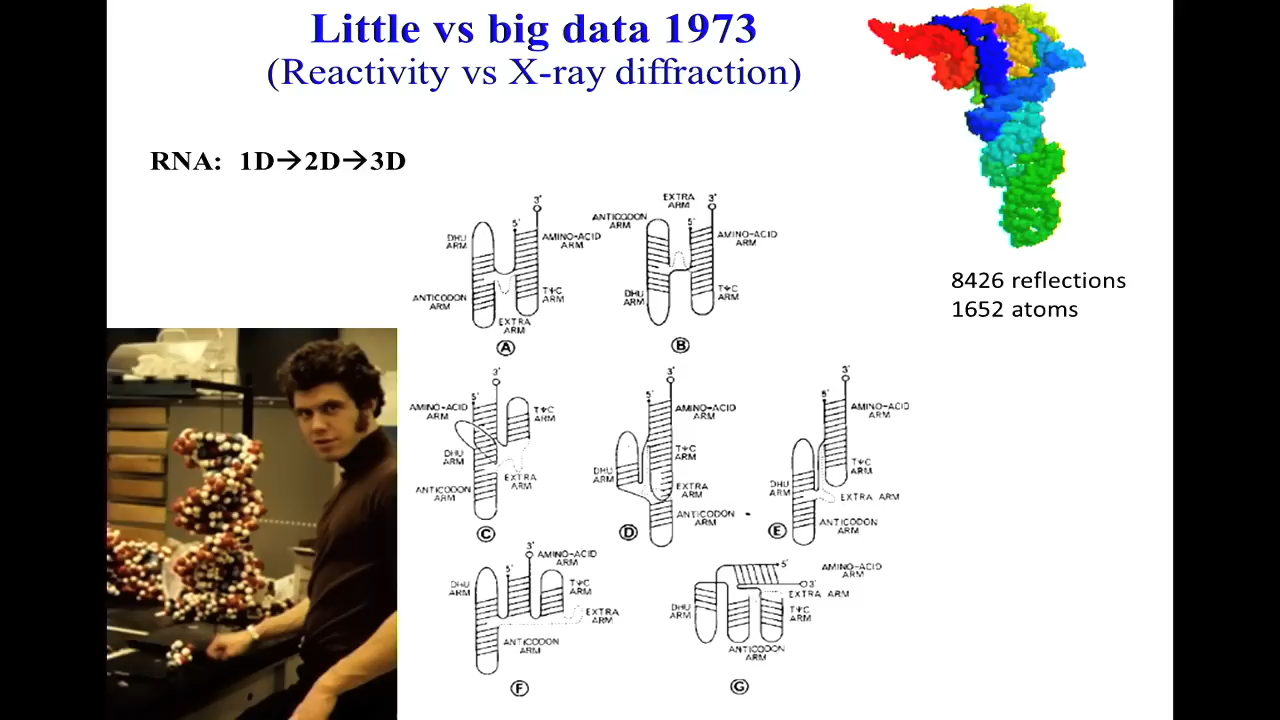 Little vs big data 1973
(Reactivity vs X-ray diffraction)
RNA: 1D→2D→3D
8426 reflections
1652 atoms
3'
5'
DHU
ARM
AMINO-ACID
ARM
ANTICODON
ARM
TΨC
ARM
EXTRA
ARM
A
EXTRA
ARM
3'
ANTICODON
ARM
5'
AMINO-ACID
ARM
DHU
ARM
TΨC
ARM
B
3'
5'
AMINO-ACID
ARM
TΨC
ARM
DHU
ARM
EXTRA
ARM
ANTICODON
ARM
C
3'
5'
AMINO-ACID
ARM
TΨC
ARM
DHU
ARM
EXTRA
ARM
ANTICODON
ARM
D
3'
5'
AMINO-ACID
ARM
TΨC
ARM
DHU
ARM
EXTRA ARM
ANTICODON
ARM
E
3'
AMINO-ACID
ARM
5'
DHU
ARM
TΨC
ARM
EXTRA
ARM
ANTICODON
ARM
F
5'
AMINO-ACID
ARM
3'
EXTRA ARM
DHU
ARM
TΨC
ARM
ANTICODON
ARM
G